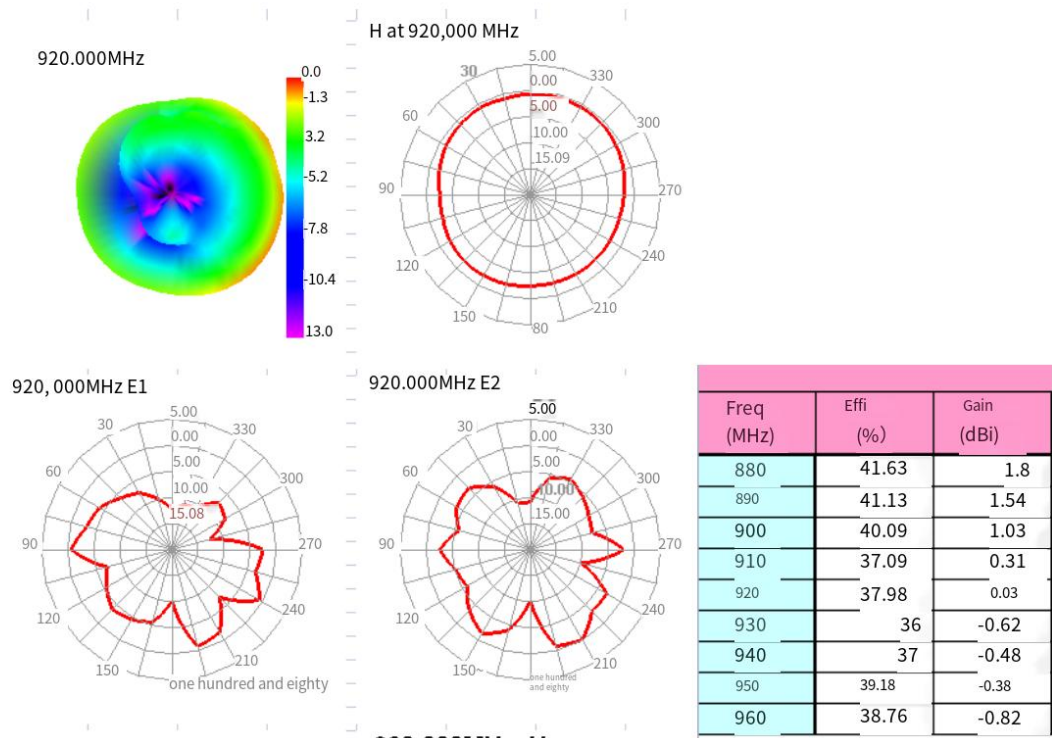 920.000MHz
0.0
-1.3
3.2
-5.2
-7.8
-10.4
13.0
H at 920,000 MHz
5.00
0.00
5.00
10.00
15.09
30
60
90
120
150
80
210
240
270
300
330
920, 000MHz E1
5.00
0.00
5.00
10.00
15.08
30
60
90
120
150
one hundred and eighty
210
240
270
300
330
920.000MHz E2
5.00
0.00
5.00
10.00
15.00
30
60
90
120
150
one hundred
and eighty
210
240
270
300
330
Freq Effi Gain
(MHz) (%) (dBi)
880 41.63 1.8
890 41.13 1.54
900 40.09 1.03
910 37.09 0.31
920 37.98 0.03
930 36 -0.62
940 37 -0.48
950 39.18 -0.38
960 38.76 -0.82